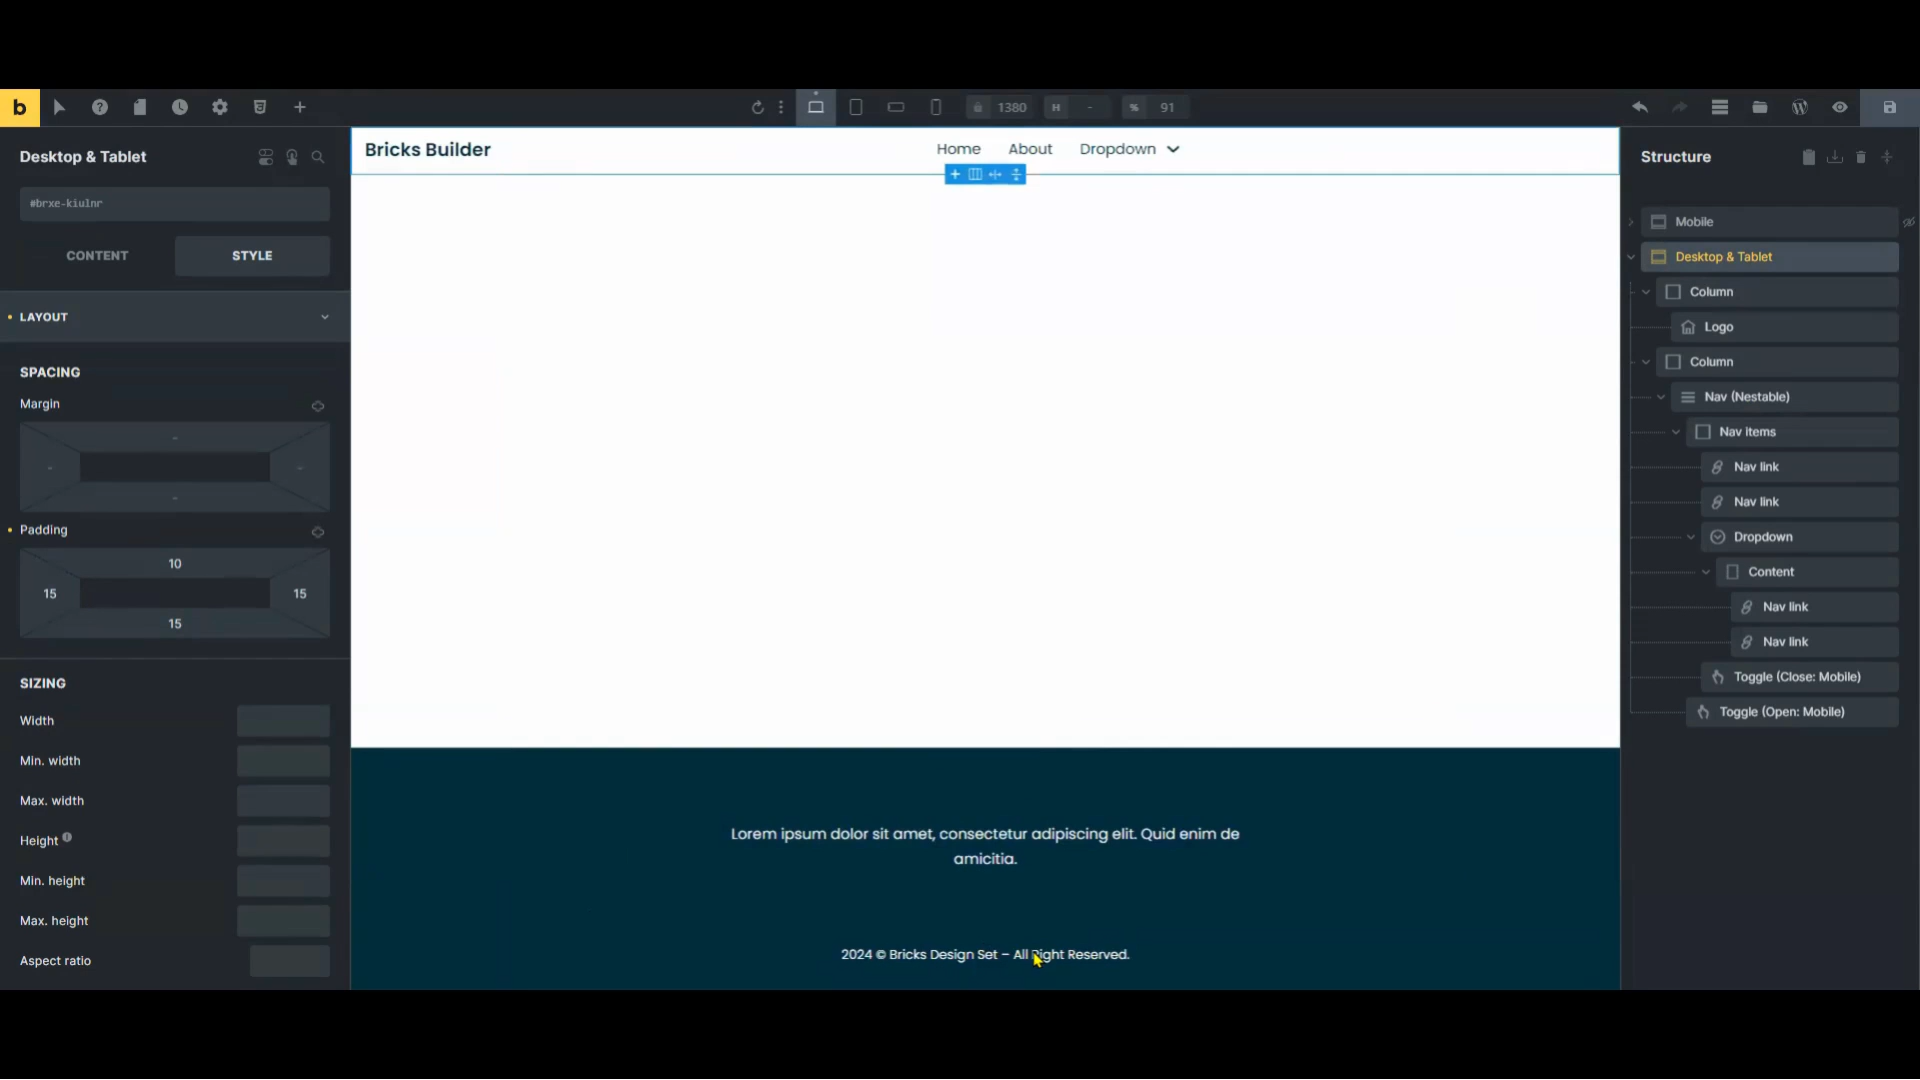 b
1380
H
-
%
91
Desktop & Tablet
#brxe-kiulnr
CONTENT
STYLE
LAYOUT
SPACING
Margin
-
-
-
-
Padding
10
15
15
15
SIZING
Width
Min. width
Max. width
Height
Min. height
Max. height
Aspect ratio
Bricks Builder
Home
About
Dropdown
Lorem ipsum dolor sit amet, consectetur adipiscing elit. Quid enim de
amicitia.
2024 © Bricks Design Set – All Right Reserved.
Structure
Mobile
Desktop & Tablet
Column
Logo
Column
Nav (Nestable)
Nav items
Nav link
Nav link
Dropdown
Content
Nav link
Nav link
Toggle (Close: Mobile)
Toggle (Open: Mobile)